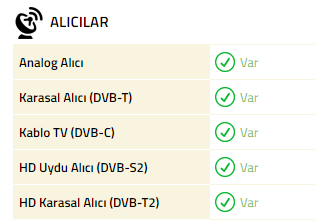 ALICILAR
Analog Alıcı Var
Karasal Alıcı (DVB-T) Var
Kablo TV (DVB-C) Var
HD Uydu Alıcı (DVB-S2) Var
HD Karasal Alıcı (DVB-T2) Var